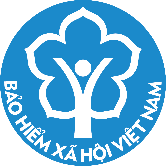 BẢO HIỂM XÃ HỘI VIỆT NAM